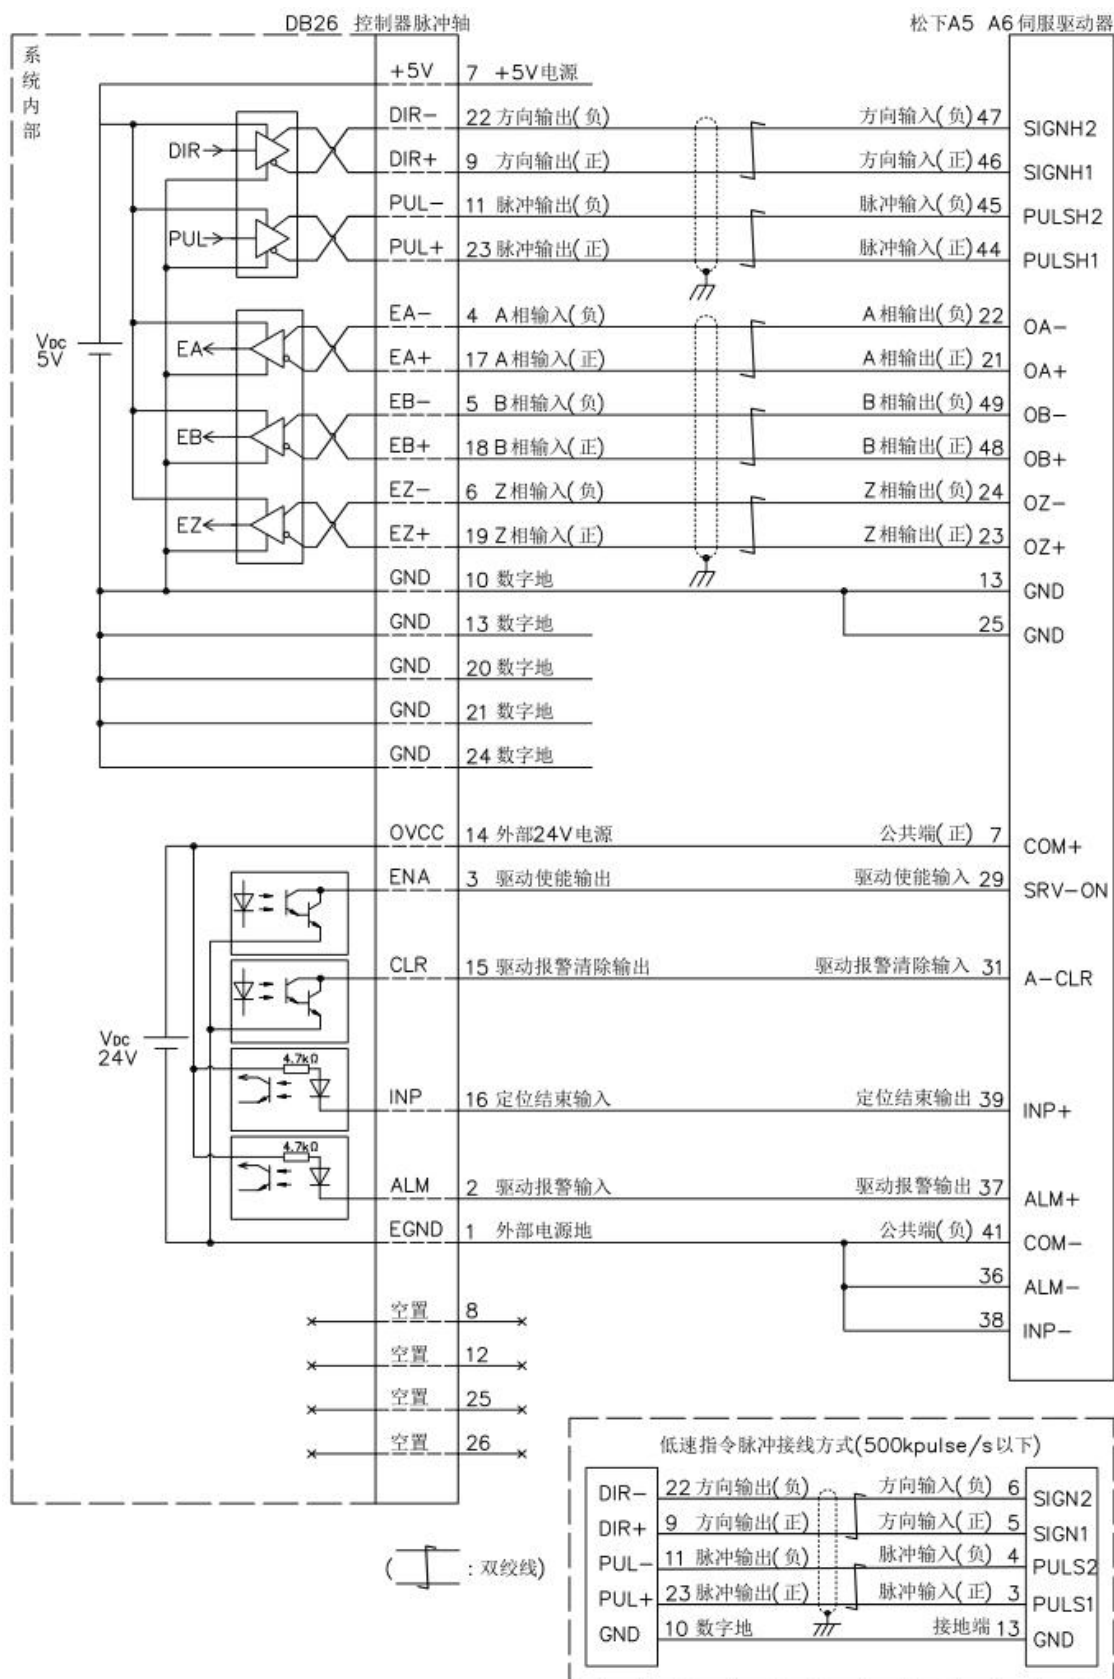 DB26 控制器脉冲轴
松下A5 A6伺服驱动器
系统内部
+5V 7 +5V电源
DIR- 22 方向输出(负) 方向输入(负) 47 SIGNH2
DIR
DIR+ 9 方向输出(正) 方向输入(正) 46 SIGNH1
PUL- 11 脉冲输出(负) 脉冲输入(负) 45 PULSH2
PUL
PUL+ 23 脉冲输出(正) 脉冲输入(正) 44 PULSH1
EA- 4 A相输入(负) A相输出(负) 22 OA-
VDC 5V
EA
EA+ 17 A相输入(正) A相输出(正) 21 OA+
EB- 5 B相输入(负) B相输出(负) 49 OB-
EB
EB+ 18 B相输入(正) B相输出(正) 48 OB+
EZ- 6 Z相输入(负) Z相输出(负) 24 OZ-
EZ
EZ+ 19 Z相输入(正) Z相输出(正) 23 OZ+
GND 10 数字地 13 GND
GND 13 数字地 25 GND
GND 20 数字地
GND 21 数字地
GND 24 数字地
OVCC 14 外部24V电源 公共端(正) 7 COM+
ENA 3 驱动使能输出 驱动使能输入 29 SRV-ON
CLR 15 驱动报警清除输出 驱动报警清除输入 31 A-CLR
VDC 24V
4.7kΩ
INP 16 定位结束输入 定位结束输出 39 INP+
4.7kΩ
ALM 2 驱动报警输入 驱动报警输出 37 ALM+
EGND 1 外部电源地 公共端(负) 41 COM-
36 ALM-
38 INP-
空置 8
空置 12
空置 25
空置 26
(: 双绞线)
低速指令脉冲接线方式(500kpulse/s以下)
DIR- 22 方向输出(负) 方向输入(负) 6 SIGN2
DIR+ 9 方向输出(正) 方向输入(正) 5 SIGN1
PUL- 11 脉冲输出(负) 脉冲输入(负) 4 PULS2
PUL+ 23 脉冲输出(正) 脉冲输入(正) 3 PULS1
GND 10 数字地 接地端 13 GND